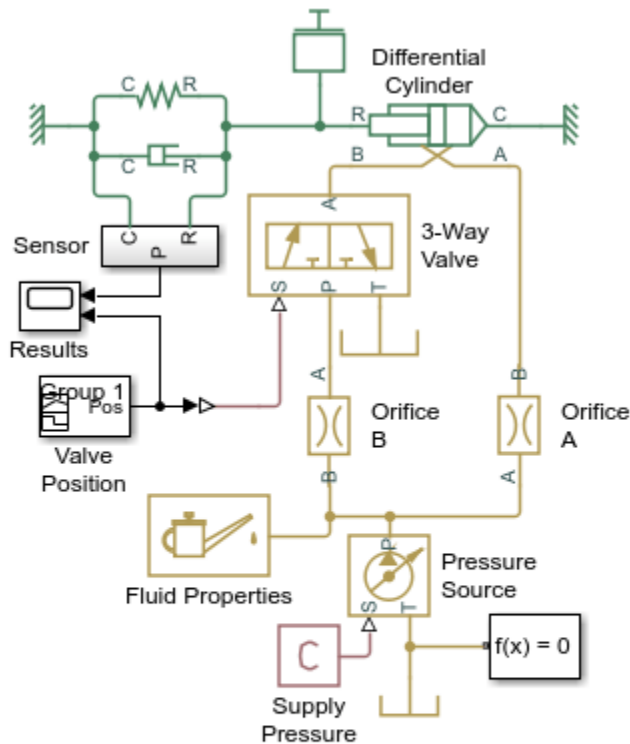 Differential
Cylinder
C
R
R
C
C
R
B
A
A
3-Way
Valve
Sensor
C
R
P
S
P
T
Results
Group 1
Pos
Valve
Position
A
B
Orifice
B
Orifice
A
B
A
P
Pressure
Source
S
T
Fluid Properties
C
f(x) = 0
Supply
Pressure